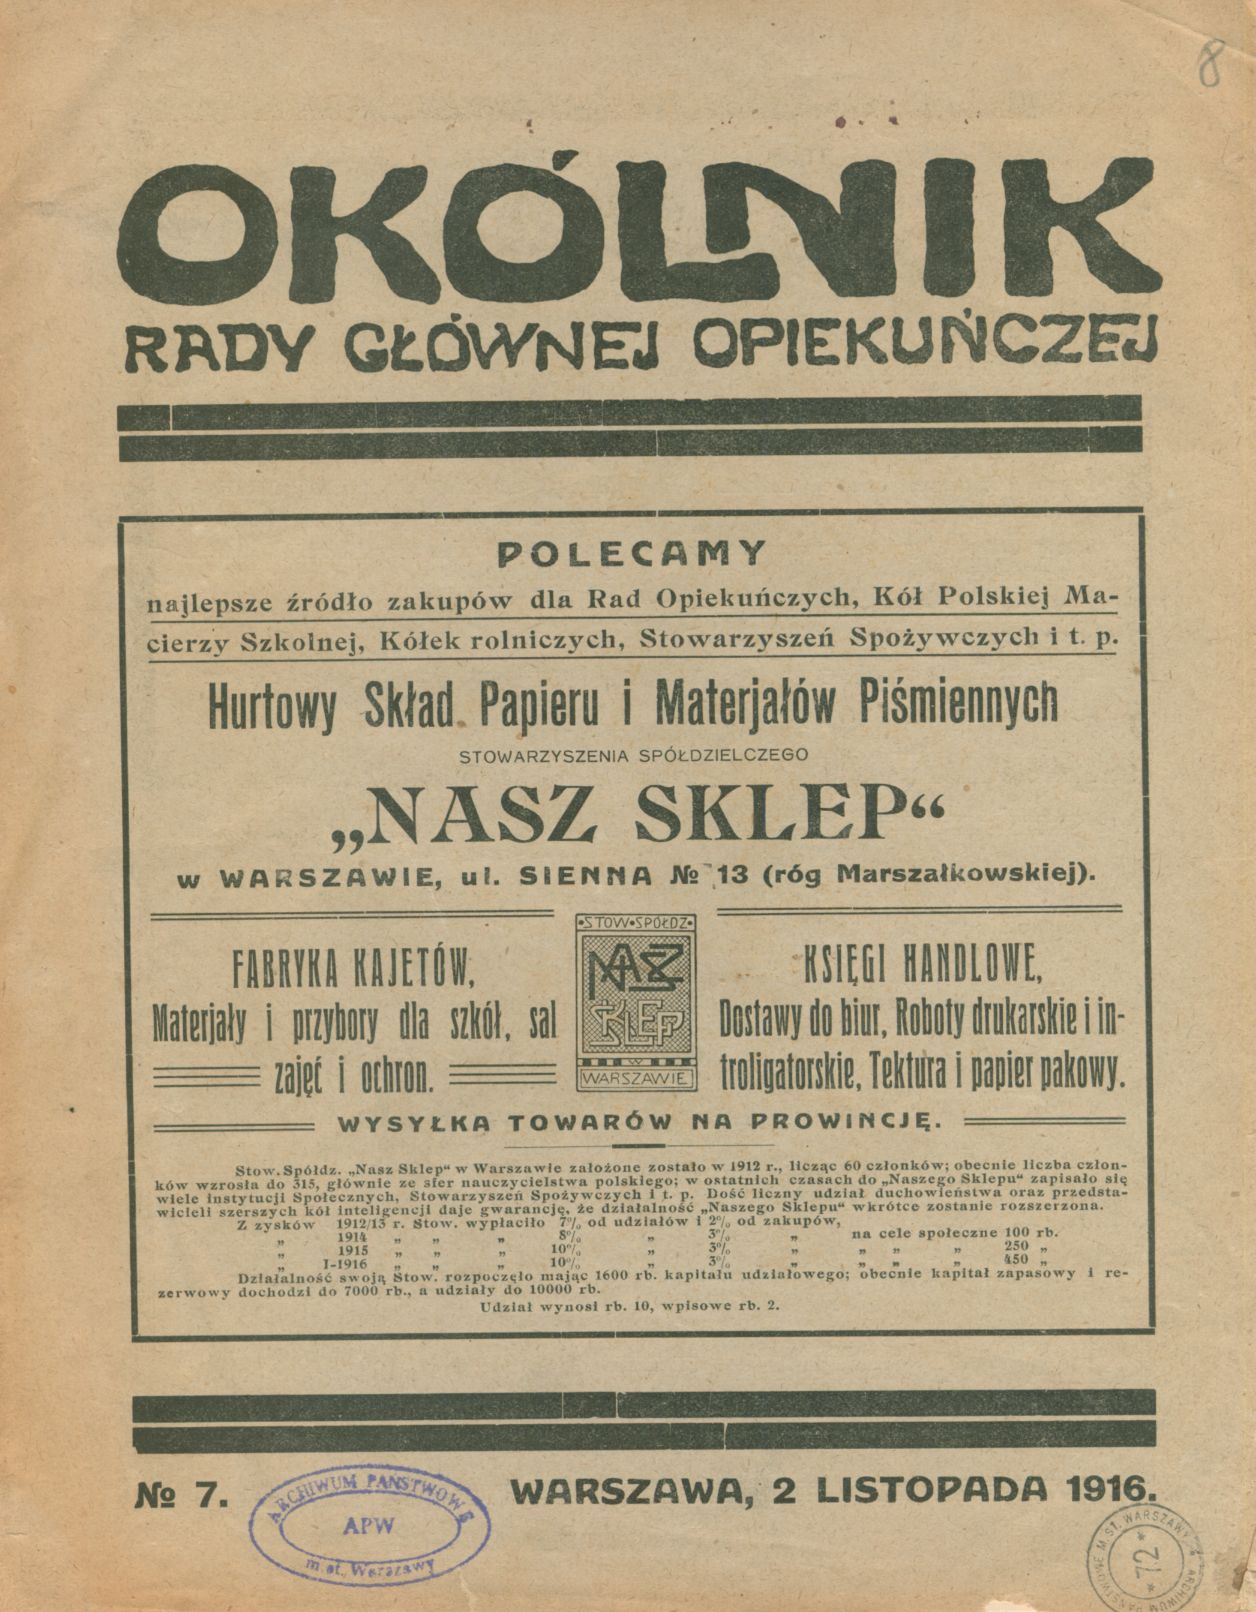 8
OKÓLNIK
RADY GŁÓWNEJ OPIEKUŃCZEJ
POLECAMY
najlepsze źródło zakupów dla Rad Opiekuńczych, Kół Polskiej Ma-
cierzy Szkolnej, Kółek rolniczych, Stowarzyszeń Spożywczych i t. p.
Hurtowy Skład Papieru i Materjałów Piśmiennych
STOWARZYSZENIA SPÓŁDZIELCZEGO
„NASZ SKLEP“
w WARSZAWIE, ul. SIENNA № 13 (róg Marszałkowskiej).
FABRYKA KAJETÓW,
Materjały i przybory dla szkół, sal
zajęć i ochron.
•STOW•SPÓŁDZ•
NASZ
SKLEP
W
WARSZAWIE
KSIĘGI HANDLOWE,
Dostawy do biur, Roboty drukarskie i in-
troligatorskie, Tektura i papier pakowy.
WYSYŁKA TOWARÓW NA PROWINCJĘ.
Stow. Spółdz. „Nasz Sklep“ w Warszawie założone zostało w 1912 r., licząc 60 członków; obecnie liczba człon-
ków wzrosła do 315, głównie ze sfer nauczycielstwa polskiego; w ostatnich czasach do „Naszego Sklepu“ zapisało się
wiele instytucji Społecznych, Stowarzyszeń Spożywczych i t. p. Dość liczny udział duchowieństwa oraz przedsta-
wicieli szerszych kół inteligencji daje gwarancję, że działalność „Naszego Sklepu“ wkrótce zostanie rozszerzona.
Z zysków 1912/13 r. Stow. wypłaciło 7% od udziałów i 2% od zakupów,
„ 1914 „ „ „ 8% „ 3% „ na cele społeczne 100 rb.
„ 1915 „ „ „ 10% „ 3% „ „ „ „ 250 „
„ I-1916 „ „ „ 10% „ 3% „ „ „ „ 450 „
Działalność swoją Stow. rozpoczęło mając 1600 rb. kapitału udziałowego; obecnie kapitał zapasowy i re-
zerwowy dochodzi do 7000 rb., a udziały do 10000 rb.
Udział wynosi rb. 10, wpisowe rb. 2.
№ 7.
WARSZAWA, 2 LISTOPADA 1916.
ARCHIWUM PAŃSTWOWE
APW
m. st. Warszawy
ARCHIWUM PAŃSTWOWE M. ST. WARSZAWY
* 72 *